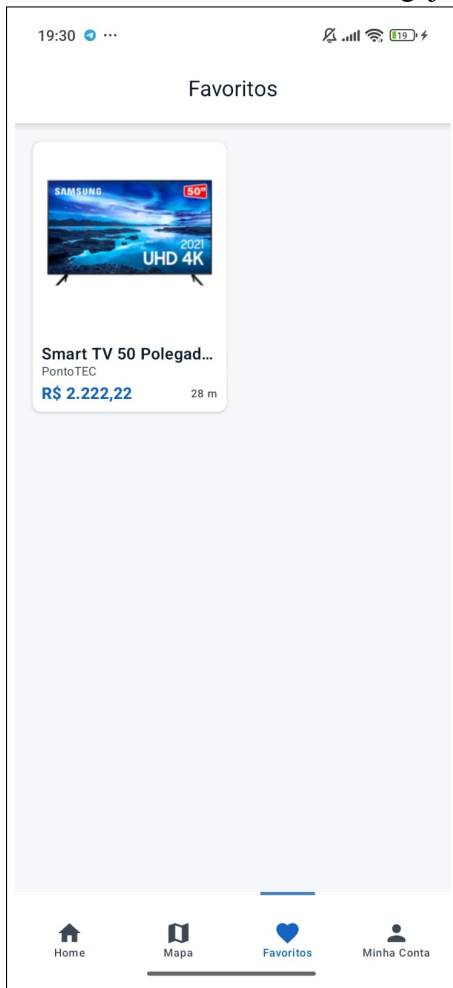 19:30 ...
19
Favoritos
SAMSUNG
50"
2021
UHD 4K
Smart TV 50 Polegad...
PontoTEC
R$ 2.222,22 28 m
Home Mapa Favoritos Minha Conta